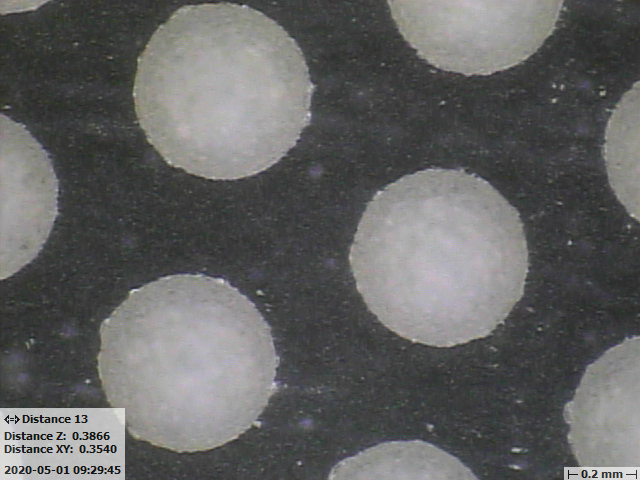 Distance 13
Distance Z: 0.3866
Distance XY: 0.3540
2020-05-01 09:29:45
0.2 mm